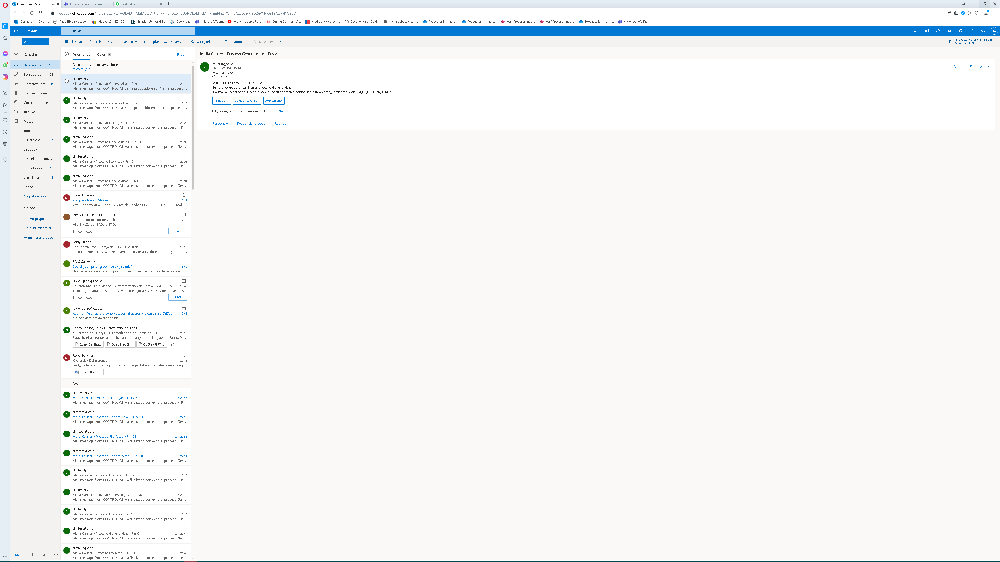 Correo: Juan Silva - Outlook
Unirse a la conversación
(1) WhatsApp
outlook.office365.com/mail/inbox/id/
Correo: Juan Silva -...
Pack SIP de Autoco...
Nuevo 20-180X100...
Estados Unidos (EE...
Downloads
Microsoft Teams
Montando una Red...
Online Courses - A...
Medidor de velocid...
Speedtest por Ookl...
Chile debuta este m...
Proyectos Mallas -...
Proyectos Mallas -...
Ver "Procesos Incon...
Ver "Procesos incon...
Proyecto Mallas - O...
(1) Microsoft Teams
Outlook
Buscar
JS
Mensaje nuevo
Eliminar
Archivo
No deseado
Limpiar
Mover a
Categorizar
Posponer
Deshacer
[Proyecto Malla M1] - Sala d
Mañana 08:30
Carpetas
Bandeja de... 3061
Borradores 98
Elementos env... 11
Elementos elim... 6
Correo no desea...
Archivo
Notas
bmc 4
Destacados 1
dropbox
Historial de conv...
Importantes 803
Junk Email 7
Todos 160
Carpeta nueva
Grupos
Nuevo grupo
Descubrimiento d...
Administrar grupos
Prioritarios
Otros 1
Filtrar
Otros: nuevas conversaciones
MyAnalytics
ctmtest@vtr.cl
Malla Carrier - Proceso Genera Altas - Error 20:16
Mail message from CONTROL-M: Se ha producido error 1 en el proceso ...
C
ctmtest@vtr.cl
Malla Carrier - Proceso Genera Altas - Error 20:13
Mail message from CONTROL-M: Se ha producido error 1 en el proceso ...
C
ctmtest@vtr.cl
Malla Carrier - Proceso Ftp Bajas - Fin OK 20:09
Mail message from CONTROL-M: Ha finalizado con exito el proceso FTP ...
C
ctmtest@vtr.cl
Malla Carrier - Proceso Genera Bajas - Fin OK 20:09
Mail message from CONTROL-M: Ha finalizado con exito el proceso Gen...
C
ctmtest@vtr.cl
Malla Carrier - Proceso Ftp Altas - Fin OK 20:05
Mail message from CONTROL-M: Ha finalizado con exito el proceso FTP ...
C
ctmtest@vtr.cl
Malla Carrier - Proceso Genera Altas - Fin OK 20:04
Mail message from CONTROL-M: Ha finalizado con exito el proceso Gen...
RA
Roberto Arias
Ppt para Pagos Masivos 18:22
Atte, Roberto Arias Carlo Gerente de Servicios Cel: +569 8829 2381 Mail: ...
D
Denis Nairel Romero Contreras
Prueba end to end de carrier 111 17:39
Mié 17-02, 'de' 17:00 a 18:00
Sin conflictos RSVP
LL
Leidy Lujano
Requerimientos - Carga de BD en Xpertrak 15:26
Buenas Tardes Francisco De acuerdo a lo conversado el dia de ayer, el pr...
BS
BMC Software
Could your pricing be more dynamic? 13:40
Flip the script on strategic pricing View online version Flip the script on st...
L
leidy.lujano@e.vtr.cl
Reunión Análisis y Diseño - Automatización de Carga BD (GIS/UIM) 10:43
Tiene lugar cada lunes, martes, miércoles, jueves y viernes desde las 12:0...
Sin conflictos RSVP
L
leidy.lujano@e.vtr.cl
Reunión Análisis y Diseño - Automatización de Carga BD (GIS/U... 10:43
No hay vista previa disponible.
PB
Pedro Barrios; Leidy Lujano; Roberto Arias
> Entrega de Querys - Automatización de Carga de BD 09:55
Roberto el pareo de los punto con los query sería el siguiente: Pareo: Pu...
Query Dir Gis.s... Query Mac CM... QUERY XPERT ... +2
RA
Roberto Arias
Xpertrak - Definiciones 09:11
Leidy, hola buen día. Adjunto te hago llegar listado de definiciones/comp...
XPERTRAK - De...
Ayer
C
ctmtest@vtr.cl
Malla Carrier - Proceso Ftp Bajas - Fin OK Lun 22:57
Mail message from CONTROL-M: Ha finalizado con exito el proceso FTP ...
C
ctmtest@vtr.cl
Malla Carrier - Proceso Genera Bajas - Fin OK Lun 22:56
Mail message from CONTROL-M: Ha finalizado con exito el proceso Gen...
C
ctmtest@vtr.cl
Malla Carrier - Proceso Ftp Altas - Fin OK Lun 22:55
Mail message from CONTROL-M: Ha finalizado con exito el proceso FTP ...
C
ctmtest@vtr.cl
Malla Carrier - Proceso Genera Altas - Fin OK Lun 22:54
Mail message from CONTROL-M: Ha finalizado con exito el proceso Gen...
C
ctmtest@vtr.cl
Malla Carrier - Proceso Ftp Bajas - Fin OK Lun 22:48
Mail message from CONTROL-M: Ha finalizado con exito el proceso FTP ...
C
ctmtest@vtr.cl
Malla Carrier - Proceso Genera Bajas - Fin OK Lun 22:46
Mail message from CONTROL-M: Ha finalizado con exito el proceso Gen...
C
ctmtest@vtr.cl
Malla Carrier - Proceso Ftp Altas - Fin OK Lun 22:45
Mail message from CONTROL-M: Ha finalizado con exito el proceso FTP ...
C
ctmtest@vtr.cl
Malla Carrier - Proceso Genera Altas - Fin OK Lun 22:44
Mail message from CONTROL-M: Ha finalizado con exito el proceso Gen...
C
ctmtest@vtr.cl
Malla Carrier - Proceso Ftp Altas - Fin OK Lun 21:48
Mail message from CONTROL-M: Ha finalizado con exito el proceso FTP ...
Malla Carrier - Proceso Genera Altas - Error
C
ctmtest@vtr.cl
Mar 16-02-2021 20:16
Para: Juan Silva
CC: Juan Silva
Mail message from CONTROL-M:
Se ha producido error 1 en el proceso Genera Altas.
Alarma ambientación: No se puede encontrar archivo confVariablesAmbiente_Carrier.cfg. (job LDI_01_GENERA_ALTAS)
Saludos. Saludos cordiales. Atentamente
¿Las sugerencias anteriores son útiles? Sí No
Responder Responder a todos Reenviar